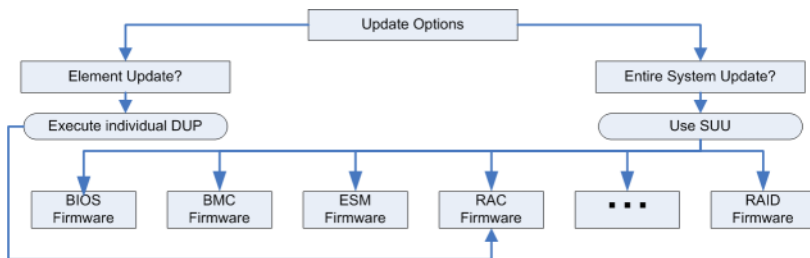 Update Options
Element Update?
Entire System Update?
Execute individual DUP
Use SUU
BIOS
Firmware
BMC
Firmware
ESM
Firmware
RAC
Firmware
...
RAID
Firmware